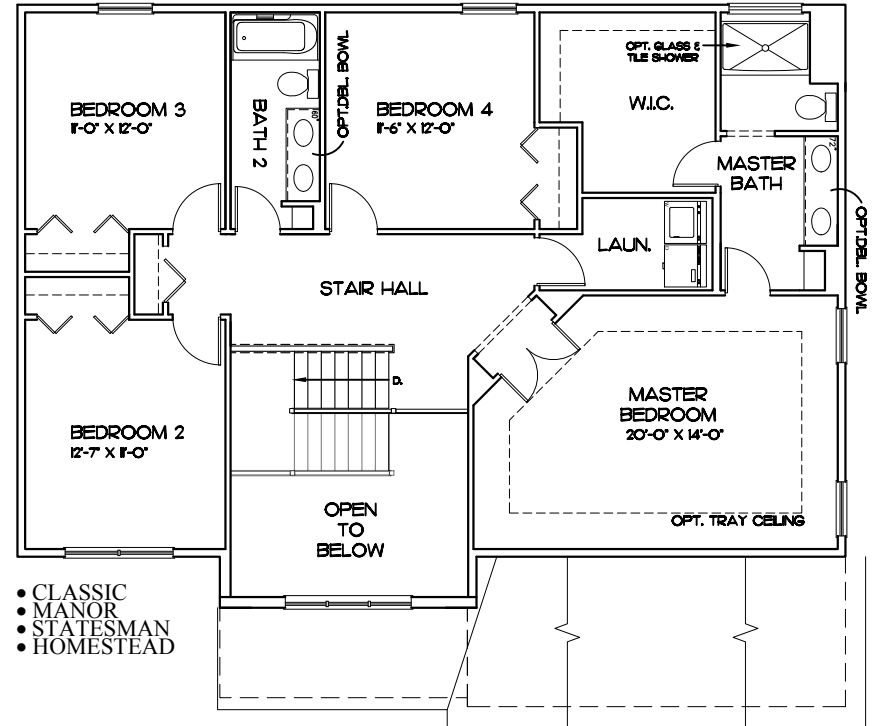 BEDROOM 3
11'-0" X 12'-0"
BATH 2
60"
OPT.DBL. BOWL
BEDROOM 4
11'-6" X 12'-0"
OPT. GLASS &
TILE SHOWER
W.I.C.
MASTER
BATH
72"
OPT.DBL. BOWL
LAUN.
STAIR HALL
D.
MASTER
BEDROOM
20'-0" X 14'-0"
OPT. TRAY CEILING
BEDROOM 2
12'-7" X 11'-0"
OPEN
TO
BELOW
• CLASSIC
• MANOR
• STATESMAN
• HOMESTEAD